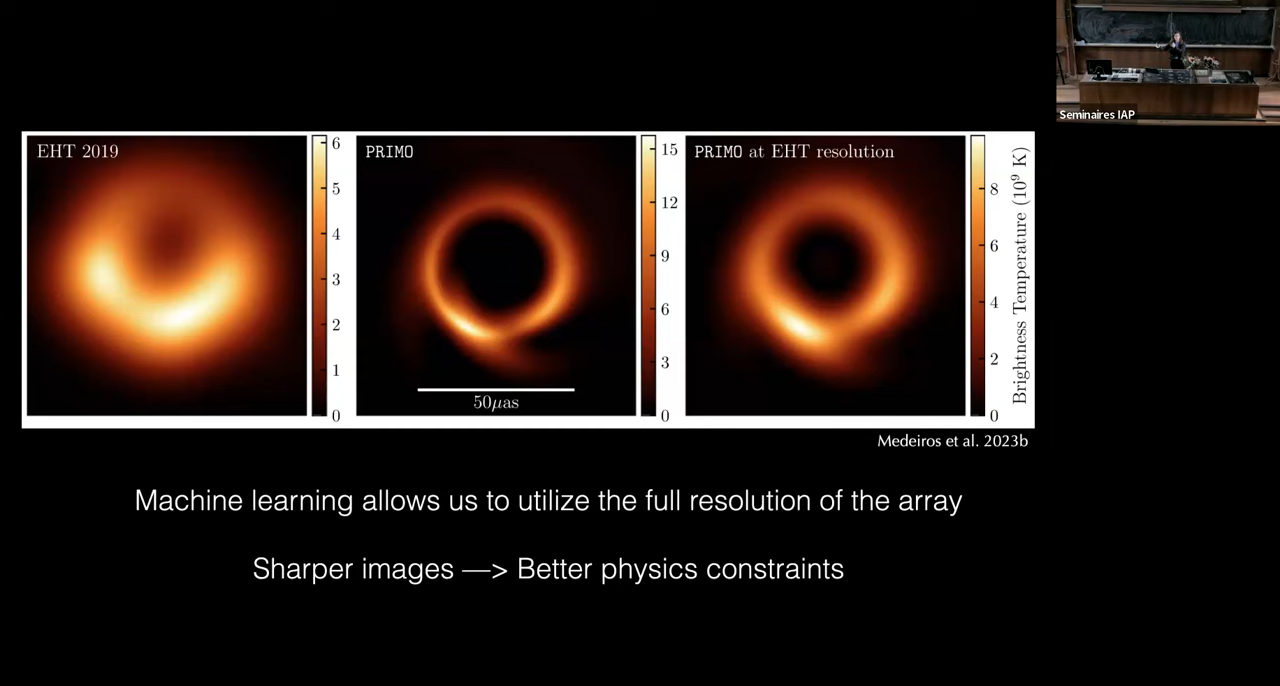 Seminaires IAP
EHT 2019
6
5
4
3
2
1
0
PRIMO
50μas
15
12
9
6
3
0
PRIMO at EHT resolution
8
6
4
2
0
Brightness Temperature (10⁹ K)
Medeiros et al. 2023b
Machine learning allows us to utilize the full resolution of the array
Sharper images —> Better physics constraints